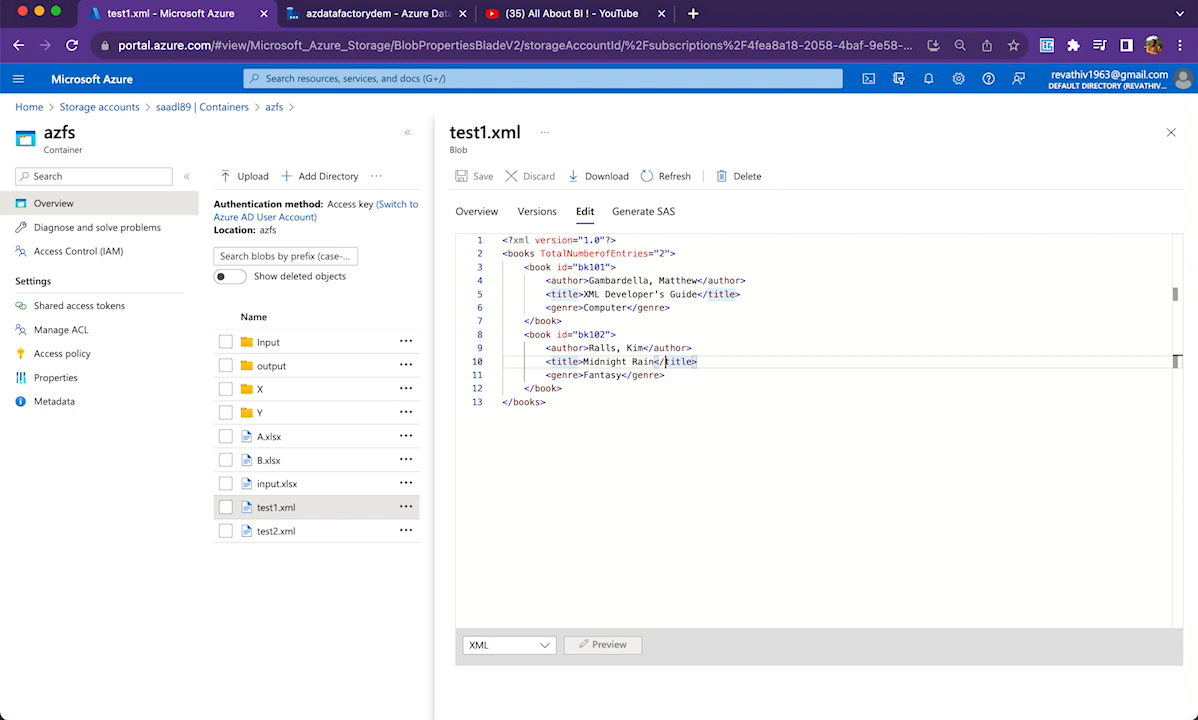 test1.xml - Microsoft Azure
azdatafactorydem - Azure Data
(35) All About BI ! - YouTube
portal.azure.com/#view/Microsoft_Azure_Storage/BlobPropertiesBladeV2/storageAccountId/%2Fsubscriptions%2F4fea8a18-2058-4baf-9e58-...
Microsoft Azure
Search resources, services, and docs (G+/)
revathiv1963@gmail.com
DEFAULT DIRECTORY (REVATHIV...
Home > Storage accounts > saadl89 | Containers > azfs >
azfs
Container
Search
Overview
Diagnose and solve problems
Access Control (IAM)
Settings
Shared access tokens
Manage ACL
Access policy
Properties
Metadata
Upload
Add Directory
...
Authentication method: Access key (Switch to
Azure AD User Account)
Location: azfs
Search blobs by prefix (case-...
Show deleted objects
Name
Input
output
X
Y
A.xlsx
B.xlsx
input.xlsx
test1.xml
test2.xml
test1.xml ...
Blob
Save
Discard
Download
Refresh
Delete
Overview
Versions
Edit
Generate SAS
1 <?xml version="1.0"?>
2 <books TotalNumberofEntries="2">
3 <book id="bk101">
4 <author>Gambardella, Matthew</author>
5 <title>XML Developer's Guide</title>
6 <genre>Computer</genre>
7 </book>
8 <book id="bk102">
9 <author>Ralls, Kim</author>
10 <title>Midnight Rain</title>
11 <genre>Fantasy</genre>
12 </book>
13 </books>
XML
Preview